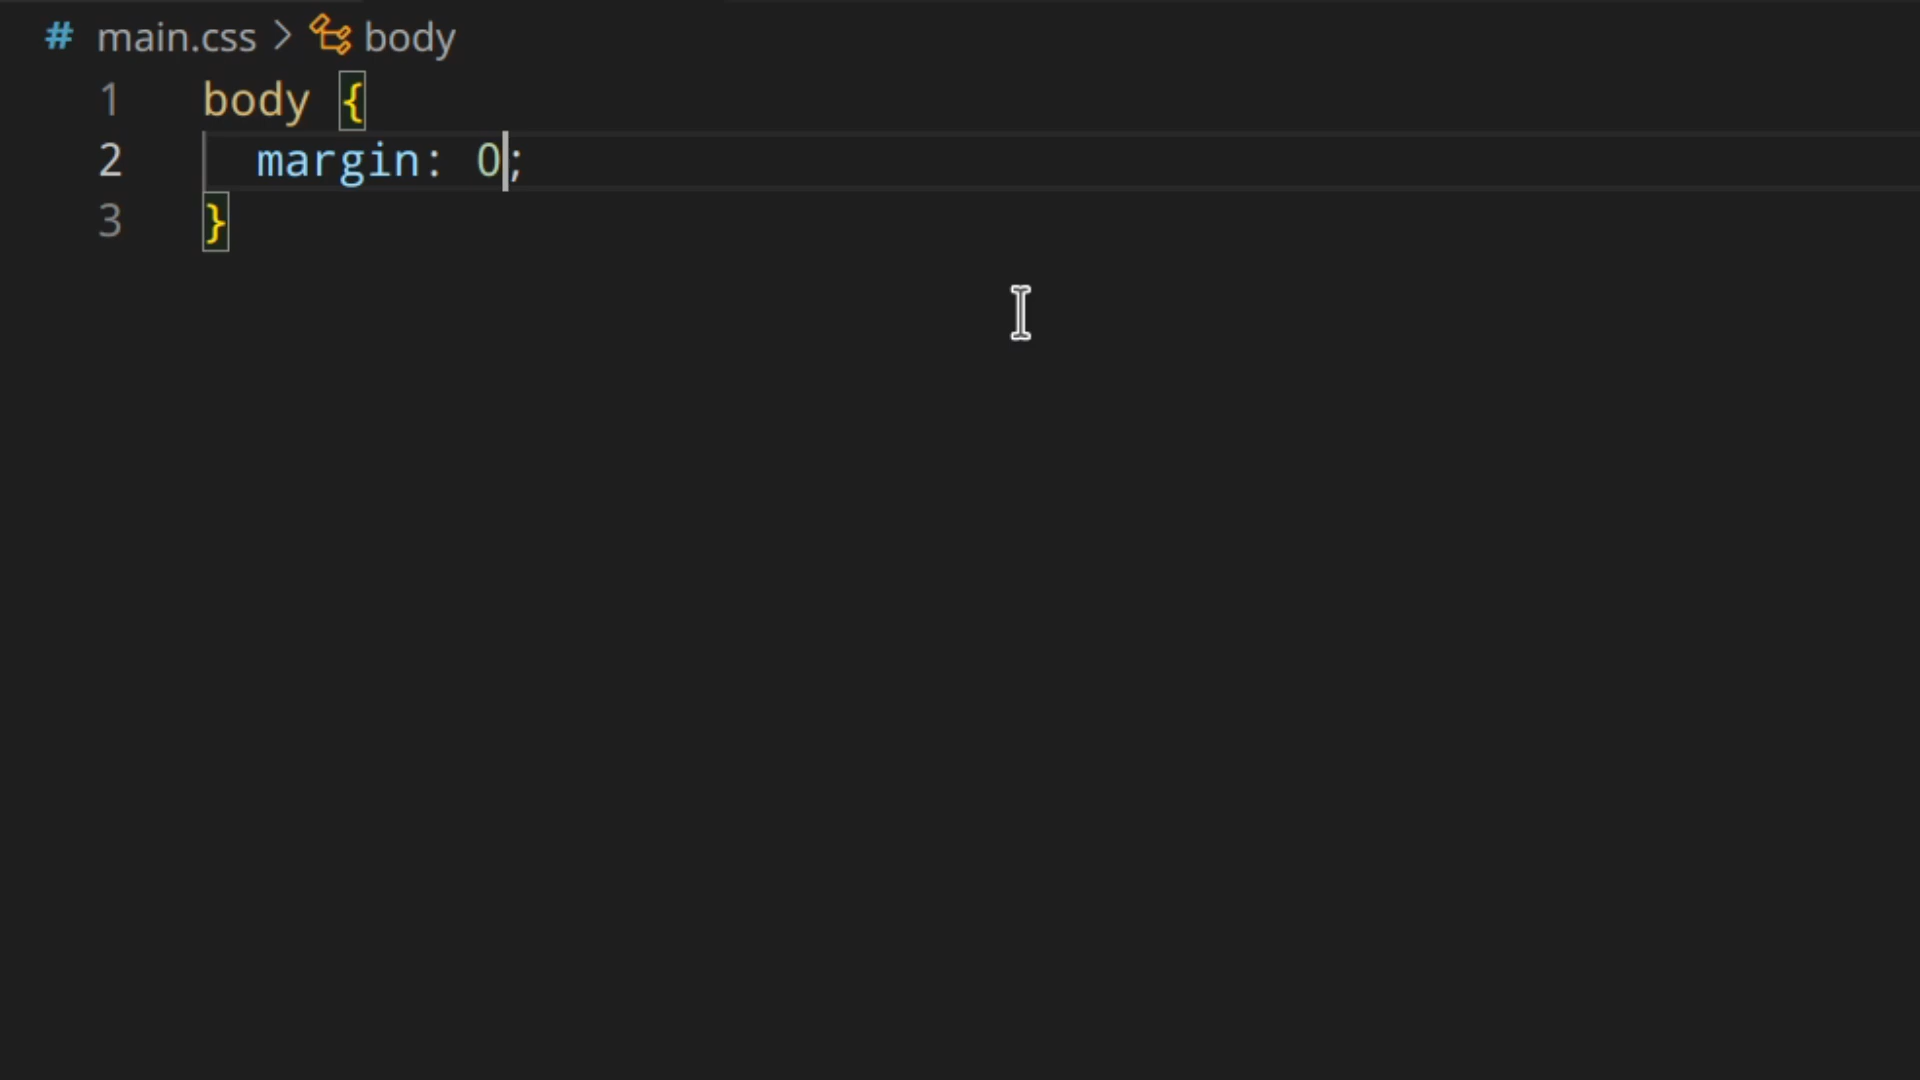 # main.css > body
1 body {
2 margin: 0;
3 }